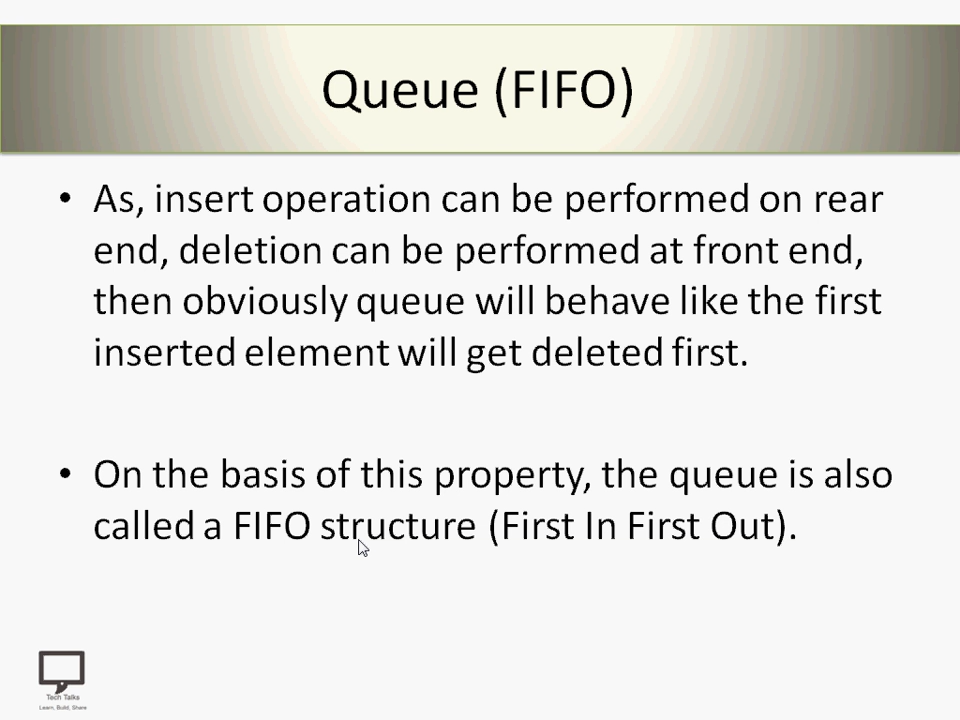 Queue (FIFO)
• As, insert operation can be performed on rear
end, deletion can be performed at front end,
then obviously queue will behave like the first
inserted element will get deleted first.
• On the basis of this property, the queue is also
called a FIFO structure (First In First Out).
Tech Talks
Learn, Build, Share